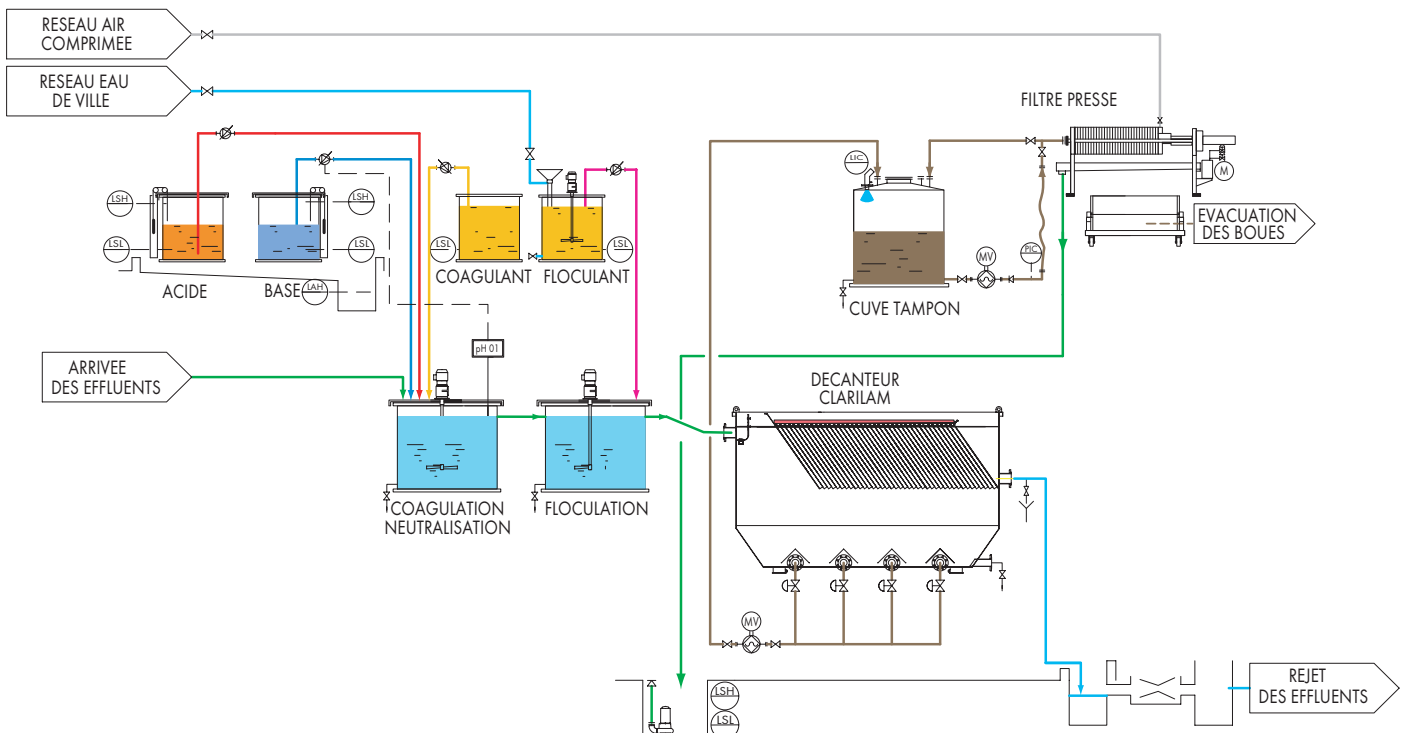 RESEAU AIR
COMPRIMEE
RESEAU EAU
DE VILLE
FILTRE PRESSE
LIC
M
LSH
LSH
EVACUATION
DES BOUES
LSL
LSL
LSL
LSL
COAGULANT
FLOCULANT
MV
PIC
ACIDE
BASE
LAH
CUVE TAMPON
pH 01
ARRIVEE
DES EFFLUENTS
DECANTEUR
CLARILAM
COAGULATION
NEUTRALISATION
FLOCULATION
MV
LSH
LSL
REJET
DES EFFLUENTS